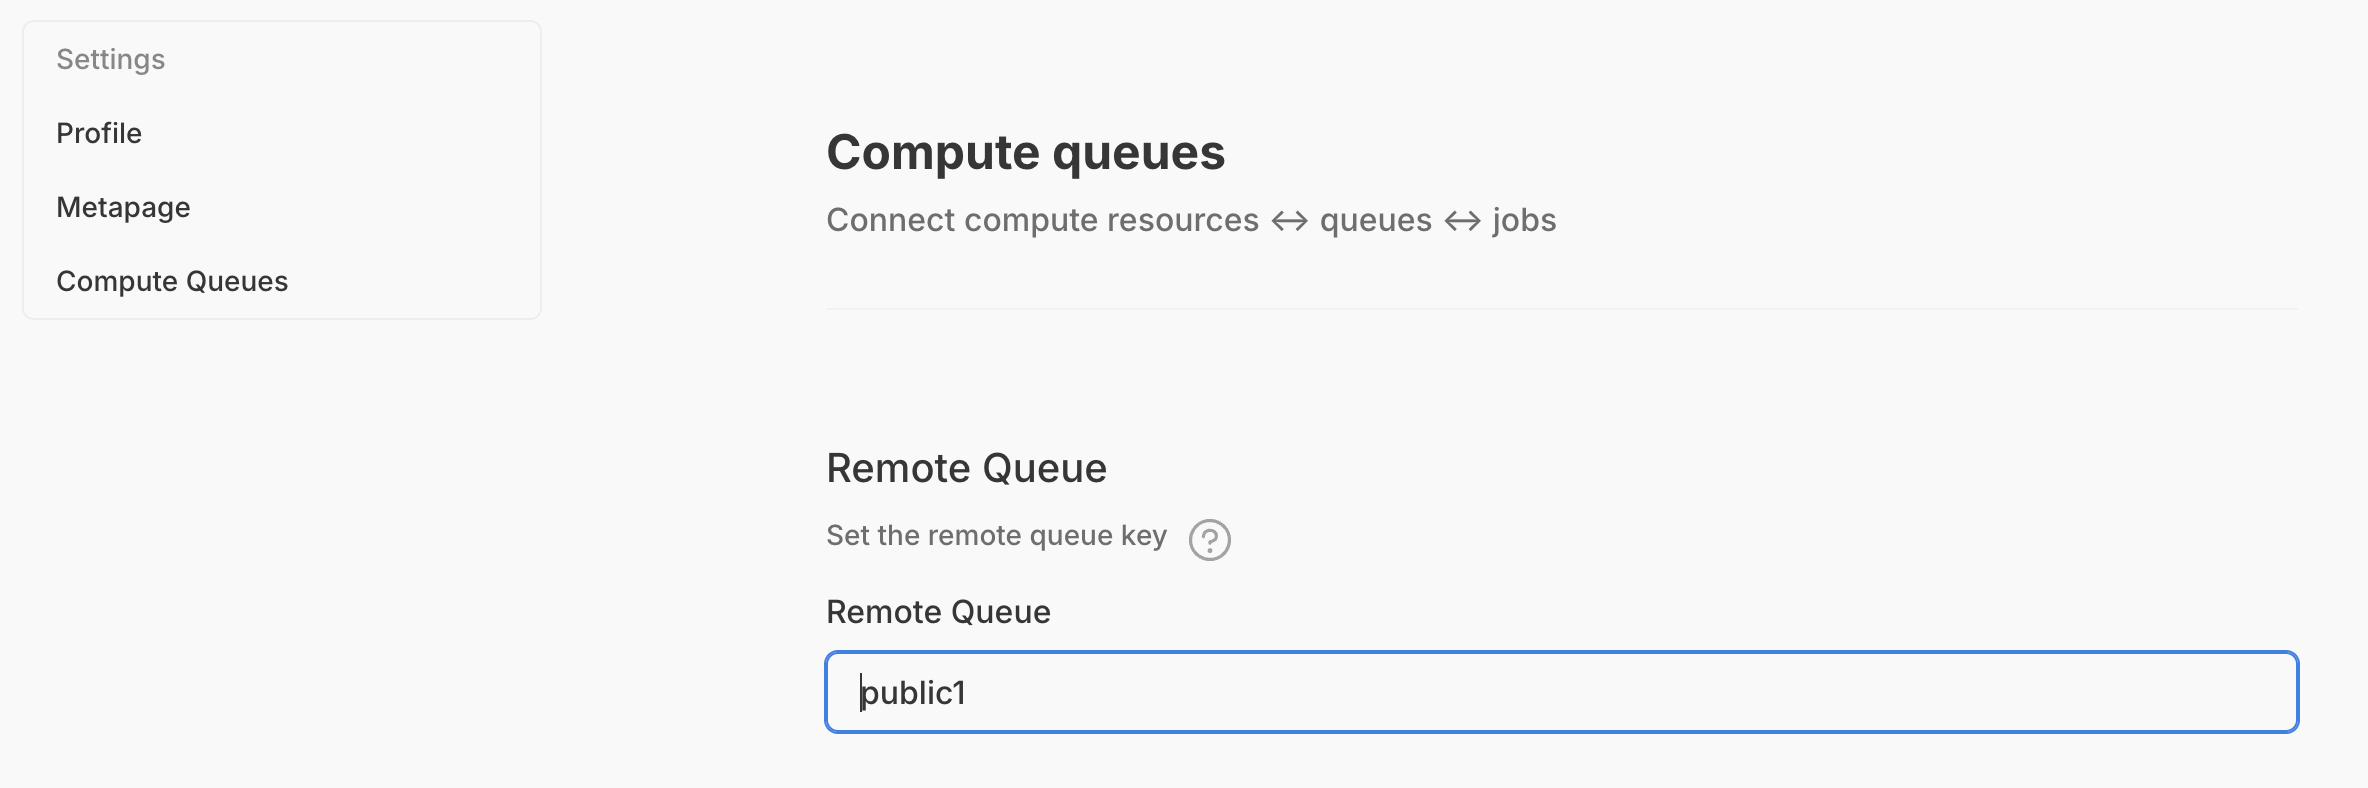 Settings
Profile
Metapage
Compute Queues
Compute queues
Connect compute resources ↔ queues ↔ jobs
Remote Queue
Set the remote queue key ?
Remote Queue
public1